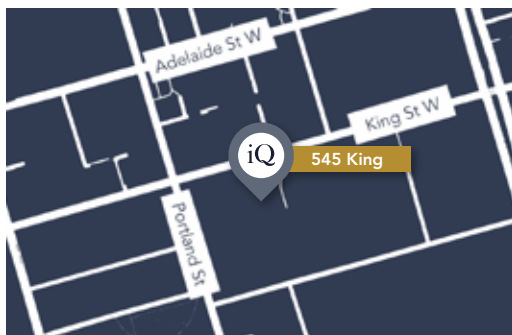 Adelaide St W
King St W
iQ
545 King
Portland St